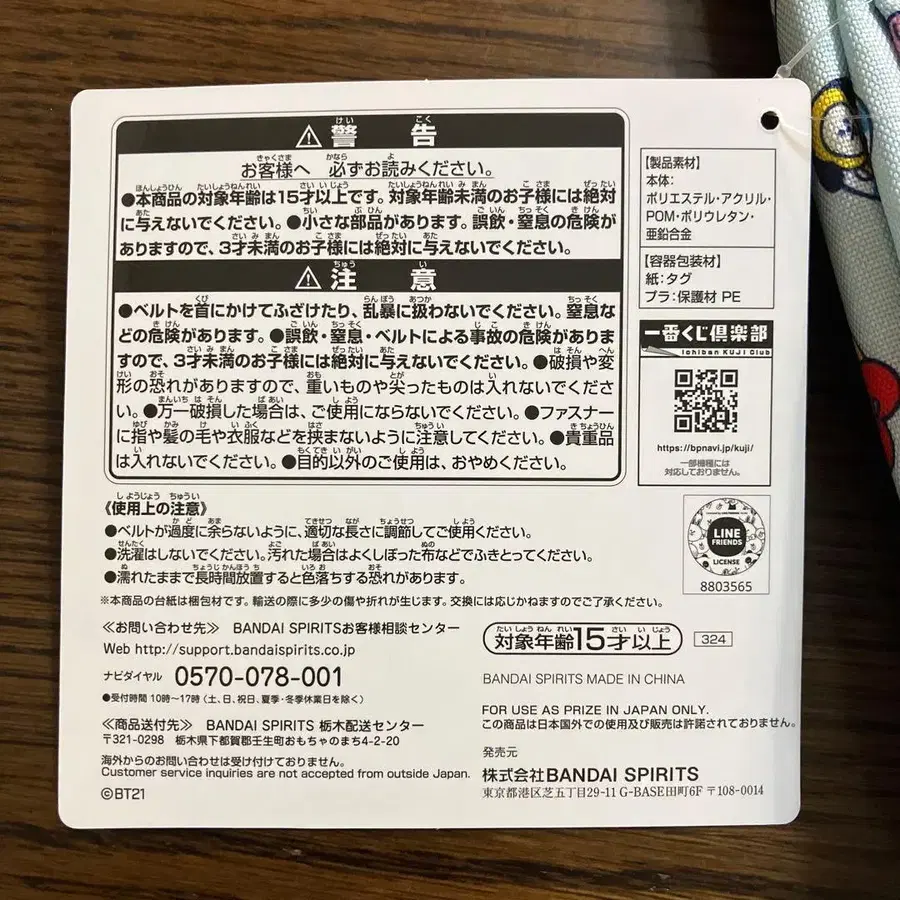 ⚠警告
お客様へ 必ずお読みください。
●本商品の対象年齢は15才以上です。対象年齢未満のお子様には絶対
に与えないでください。●小さな部品があります。誤飲・窒息の危険が
ありますので、3才未満のお子様には絶対に与えないでください。
⚠注意
●ベルトを首にかけてふざけたり、乱暴に扱わないでください。窒息な
どの危険があります。●誤飲・窒息・ベルトによる事故の危険がありま
すので、3才未満のお子様には絶対に与えないでください。●破損や変
形の恐れがありますので、重いものや尖ったものは入れないでくださ
い。●万一破損した場合は、ご使用にならないでください。●ファスナー
に指や髪の毛や衣服などを挟まないように注意してください。●貴重品
は入れないでください。●目的以外のご使用は、おやめください。
《使用上の注意》
●ベルトが過度に余らないように、適切な長さに調節してご使用ください。
●洗濯はしないでください。汚れた場合はよくしぼった布などでふきとってください。
●濡れたままで長時間放置すると色落ちする恐れがあります。
※本商品の台紙は梱包材です。輸送の際に多少の傷や折れが生じます。交換には応じかねますのでご了承ください。
≪お問い合わせ先≫ BANDAI SPIRITSお客様相談センター
Web http://support.bandaispirits.co.jp
ナビダイヤル 0570-078-001
●受付時間 10時~17時(土、日、祝日、夏季・冬季休業日を除く)
≪商品送付先≫ BANDAI SPIRITS 栃木配送センター
〒321-0298 栃木県下都賀郡壬生町おもちゃのまち4-2-20
海外からのお問い合わせは受け付けておりません。
Customer service inquiries are not accepted from outside Japan.
©BT21
【製品素材】
本体:
ポリエステル・アクリル・
POM・ポリウレタン・
亜鉛合金
【容器包装材】
紙:タグ
プラ:保護材 PE
一番くじ倶楽部
Ichiban KUJI Club
https://bpnavi.jp/kuji/
一部機種には
対応しておりません。
LINE
FRIENDS
LICENSE
8803565
対象年齢15才以上
324
BANDAI SPIRITS MADE IN CHINA
FOR USE AS PRIZE IN JAPAN ONLY.
この商品は日本国外での使用及び販売は許諾されておりません。
発売元
株式会社BANDAI SPIRITS
東京都港区芝五丁目29-11 G-BASE田町6F 〒108-0014